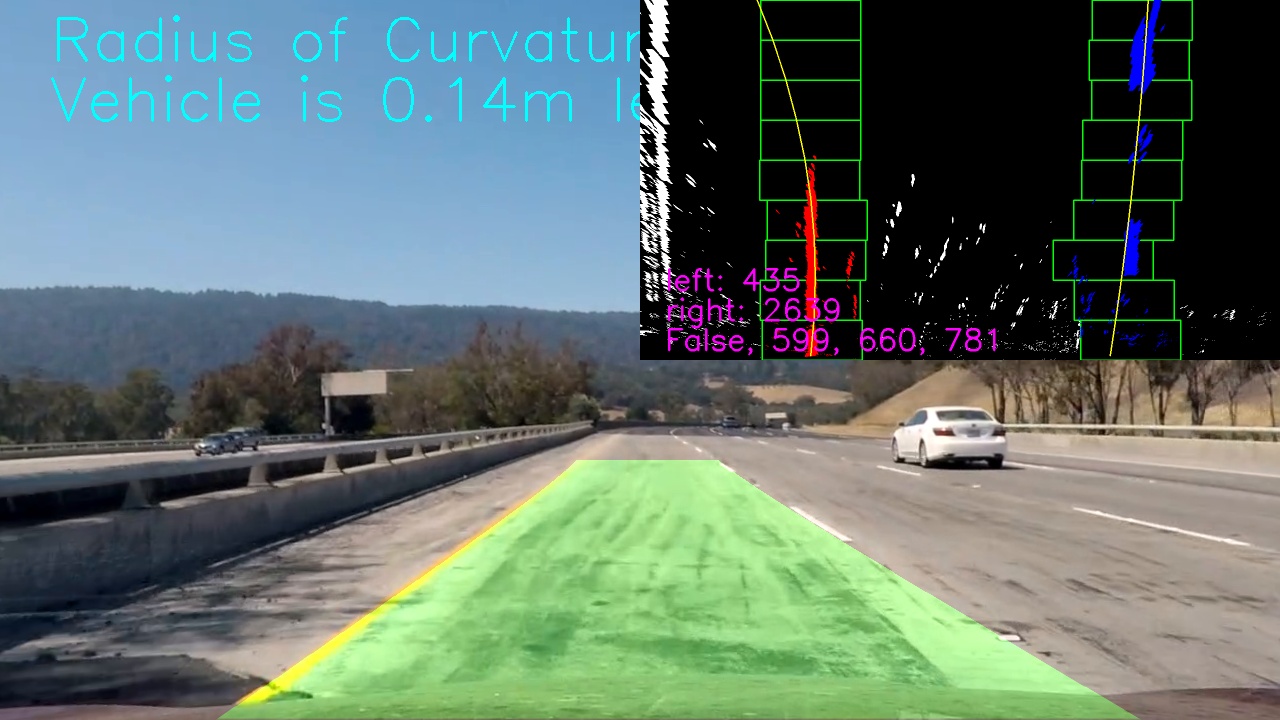 Radius of Curvatur
Vehicle is 0.14m le
left: 435
right: 2639
False, 599, 660, 781